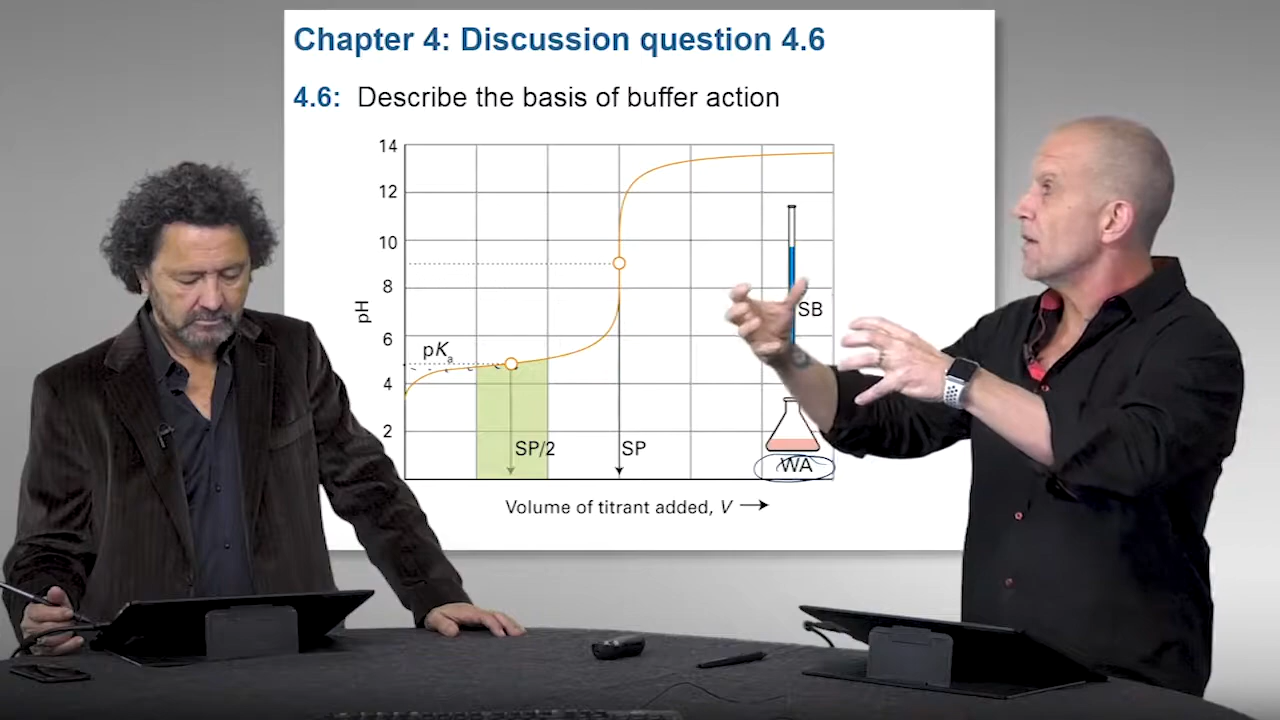 Chapter 4: Discussion question 4.6
4.6: Describe the basis of buffer action
14
12
10
8
6
4
2
pH
pKa
SP/2
SP
SB
WA
Volume of titrant added, V →